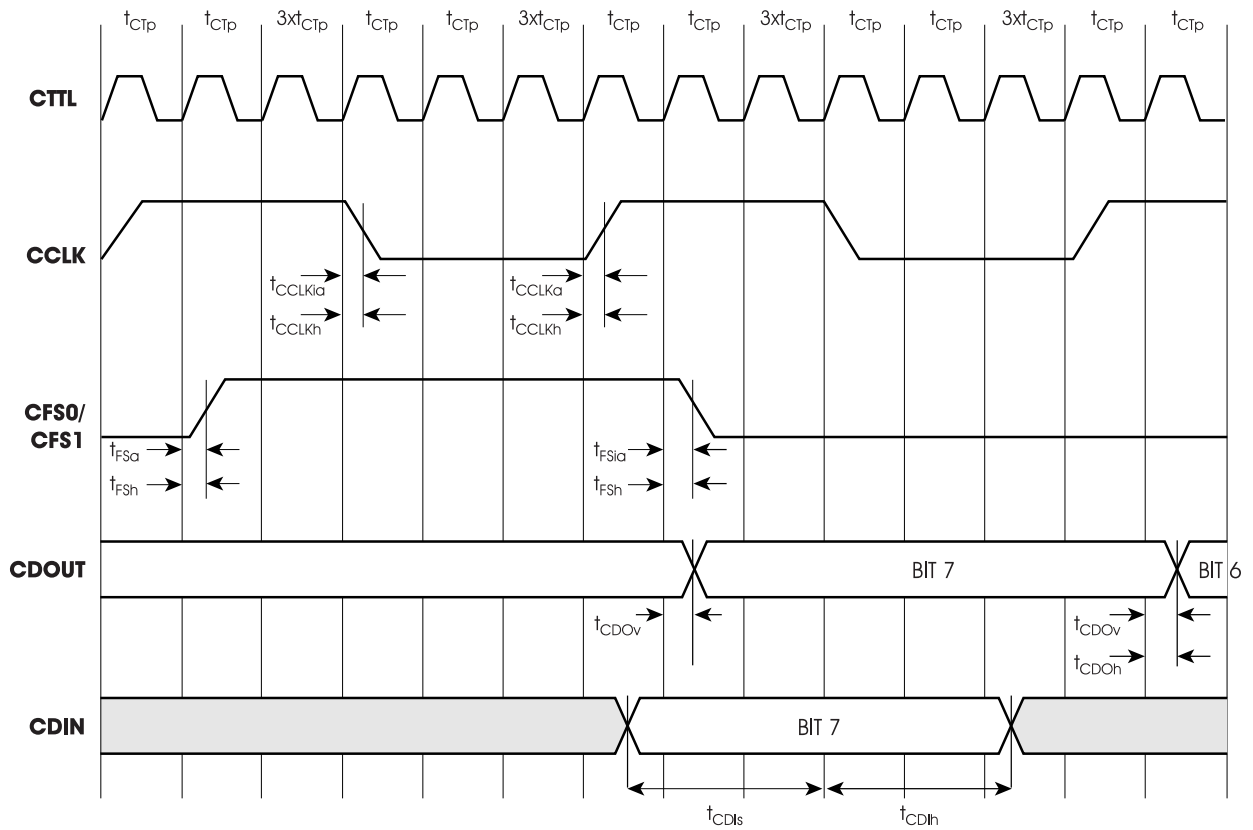 tCTp tCTp 3xtCTp tCTp tCTp 3xtCTp tCTp tCTp 3xtCTp tCTp tCTp 3xtCTp tCTp tCTp
CTTL
CCLK
tCCLKia tCCLKa
tCCLKh tCCLKh
CFS0/
CFS1
tFSa tFSia
tFSh tFSh
CDOUT BIT 7 BIT 6
tCDOv tCDOv
tCDOh
CDIN BIT 7
tCDIs tCDIh